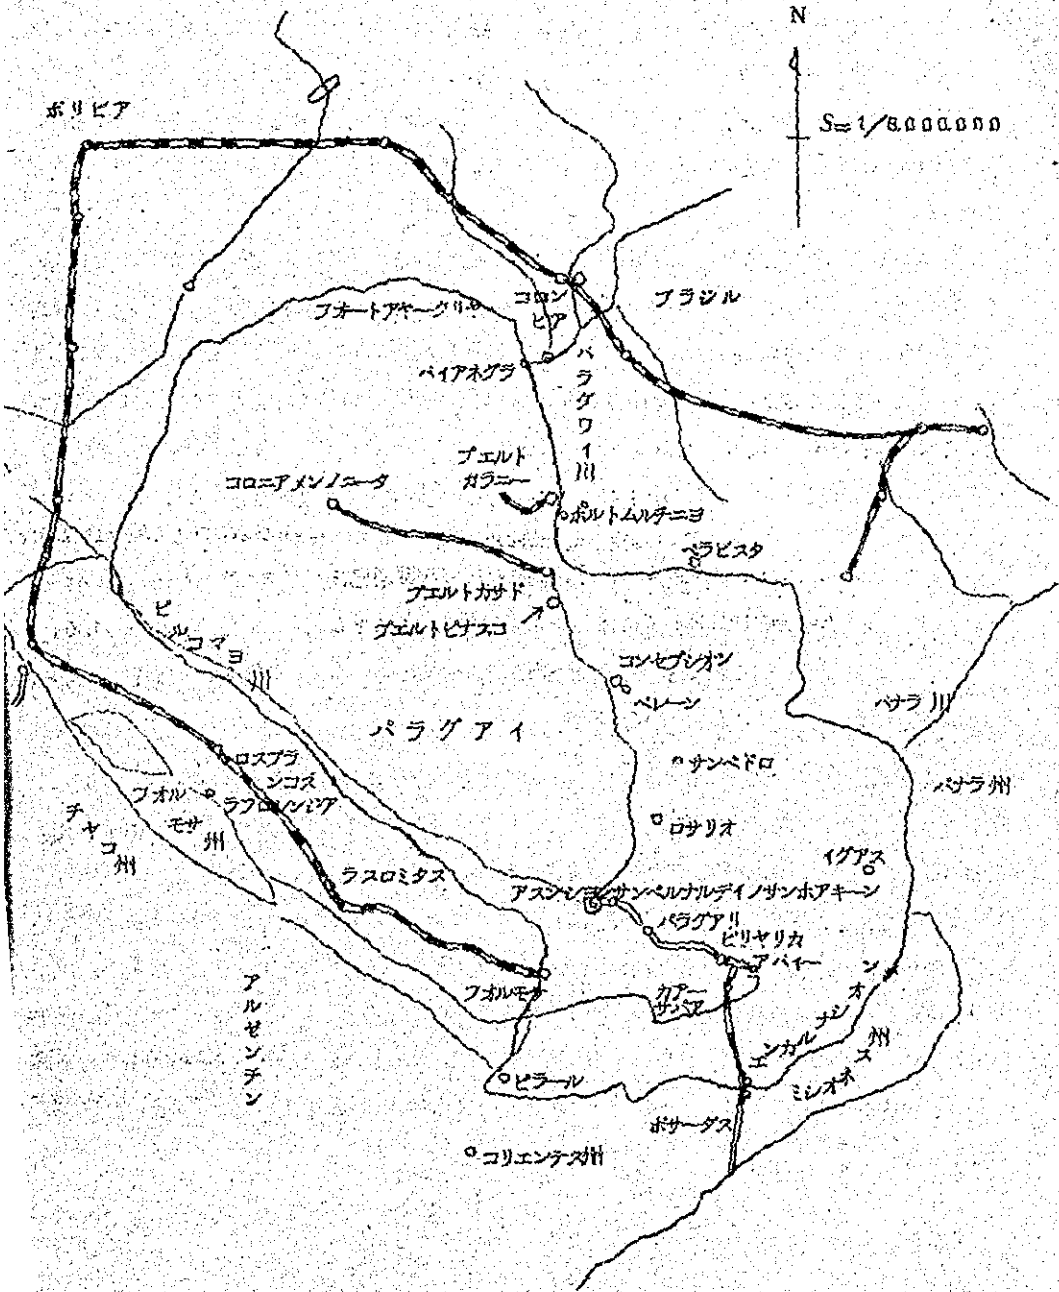 N
ボリビア
S=1/8.000.000
ブラジル
コロン
ビア
フォートアヤークリー
バイアネグラ
パラグワイ川
プエルト
ガラニー
コロニアメンノニータ
ポルトムルチニヨ
ベラビスタ
プエルトカサド
プエルトピナスコ
ピルコマヨ川
コンセプシオン
ベレーン
パナラ川
パラグアイ
サンペドロ
パナラ州
ロスブラ
ンコス
フオル
モサ州
チャコ州
ロサリオ
イグアス
ラスロミタス
アスンシヨンサンベルナルデイノサンホアキーン
パラグアリ
ビリヤリカ
アバイー
フオルモサ
カアー
サパア
アルゼンチン
エンカルナシオン
ミシオネス州
ピラール
ポサーダス
コリエンテス州